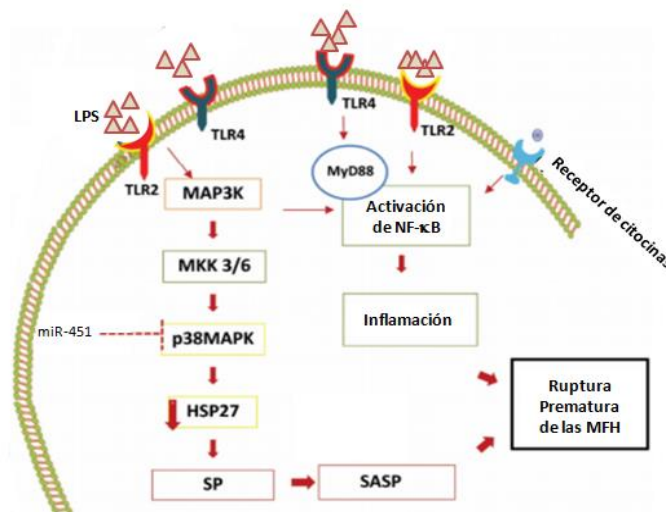 LPS
TLR2
TLR4
TLR4
TLR2
Receptor de citocinas
MyD88
MAP3K
Activación
de NF-κB
MKK 3/6
Inflamación
miR-451
p38MAPK
HSP27
SP
SASP
Ruptura
Prematura
de las MFH